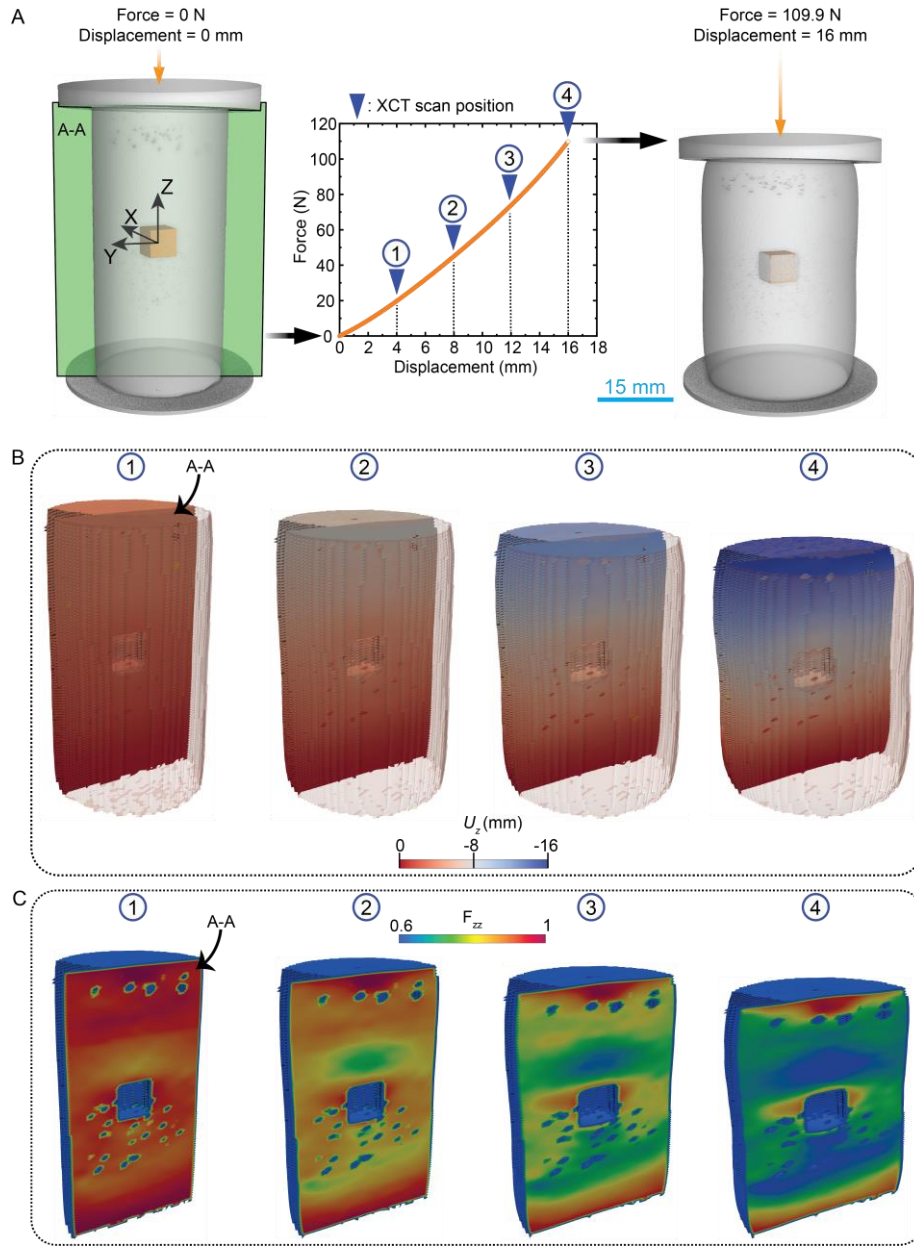 A
Force = 0 N
Displacement = 0 mm
Force = 109.9 N
Displacement = 16 mm
A-A
Z
X
Y
: XCT scan position
1
2
3
4
Force (N)
120
100
80
60
40
20
0
0 2 4 6 8 10 12 14 16 18
Displacement (mm)
15 mm
B
1 2 3 4
A-A
U_z (mm)
0 -8 -16
C
1 2 3 4
A-A
0.6 F_zz 1